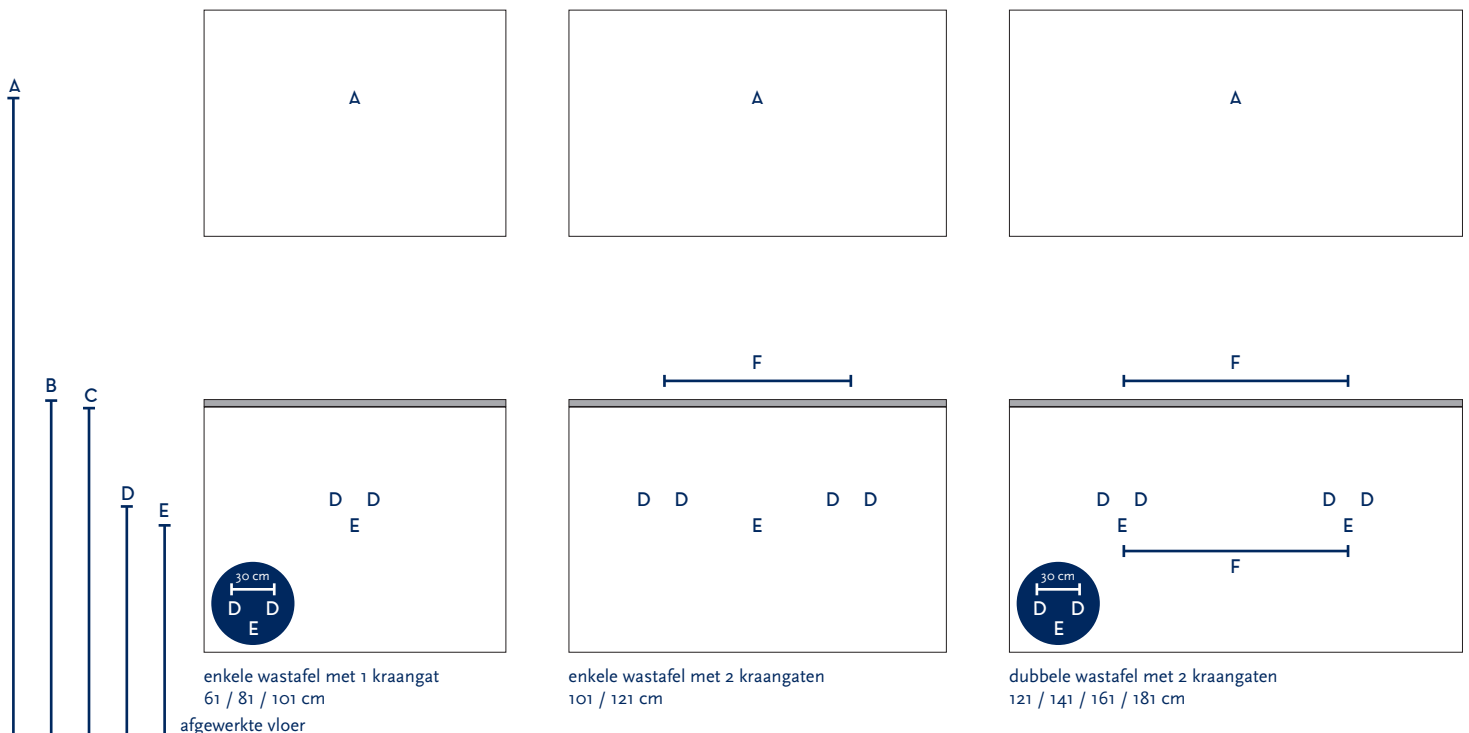 A
A
A
A
B
C
F
F
D
E
D D
E
D D D D
E
D D D D
E E
F
30 cm
D D
E
30 cm
D D
E
enkele wastafel met 1 kraangat
61 / 81 / 101 cm
enkele wastafel met 2 kraangaten
101 / 121 cm
dubbele wastafel met 2 kraangaten
121 / 141 / 161 / 181 cm
afgewerkte vloer